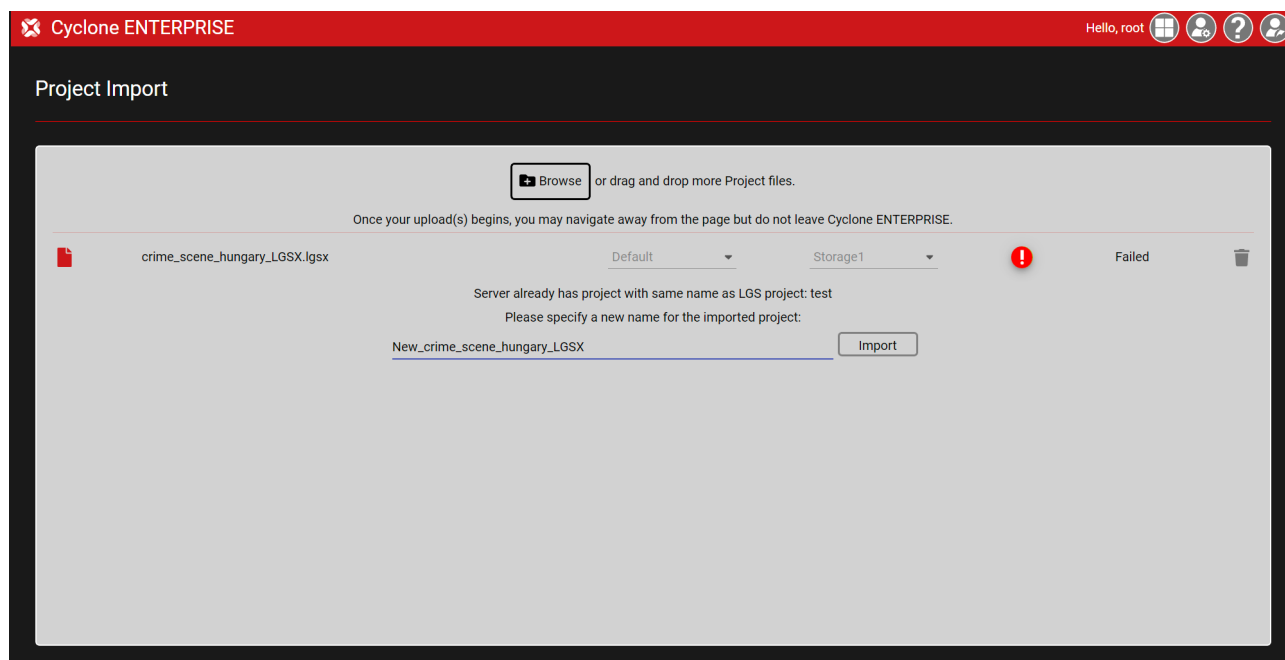 Cyclone ENTERPRISE
Hello, root
Project Import
Browse or drag and drop more Project files.
Once your upload(s) begins, you may navigate away from the page but do not leave Cyclone ENTERPRISE.
crime_scene_hungary_LGSX.lgsx Default Storage1 Failed
Server already has project with same name as LGS project: test
Please specify a new name for the imported project:
New_crime_scene_hungary_LGSX Import